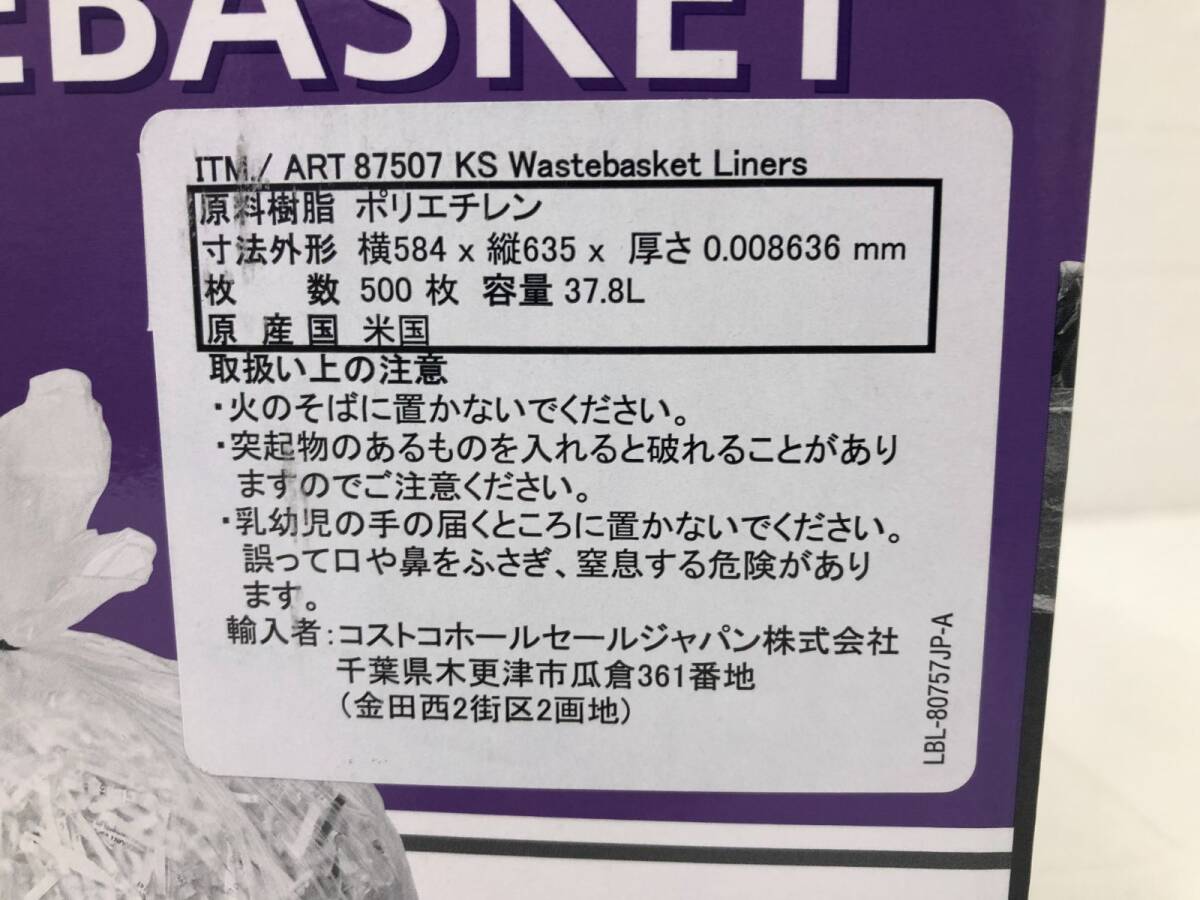 EBASKET
ITM./ ART 87507 KS Wastebasket Liners
原料樹脂 ポリエチレン
寸法外形 横584 x 縦635 x 厚さ 0.008636 mm
枚 数 500 枚 容量 37.8L
原 産 国 米国
取扱い上の注意
・火のそばに置かないでください。
・突起物のあるものを入れると破れることがあり
ますのでご注意ください。
・乳幼児の手の届くところに置かないでください。
誤って口や鼻をふさぎ、窒息する危険があり
ます。
輸入者:コストコホールセールジャパン株式会社
千葉県木更津市瓜倉361番地
(金田西2街区2画地)
LBL-80757JP-A